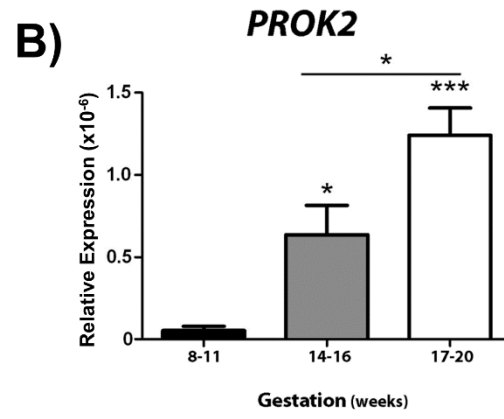 B)
PROK2
*
***
*
1.5
1.0
0.5
0
Relative Expression (x10⁻⁶)
8-11 14-16 17-20
Gestation (weeks)